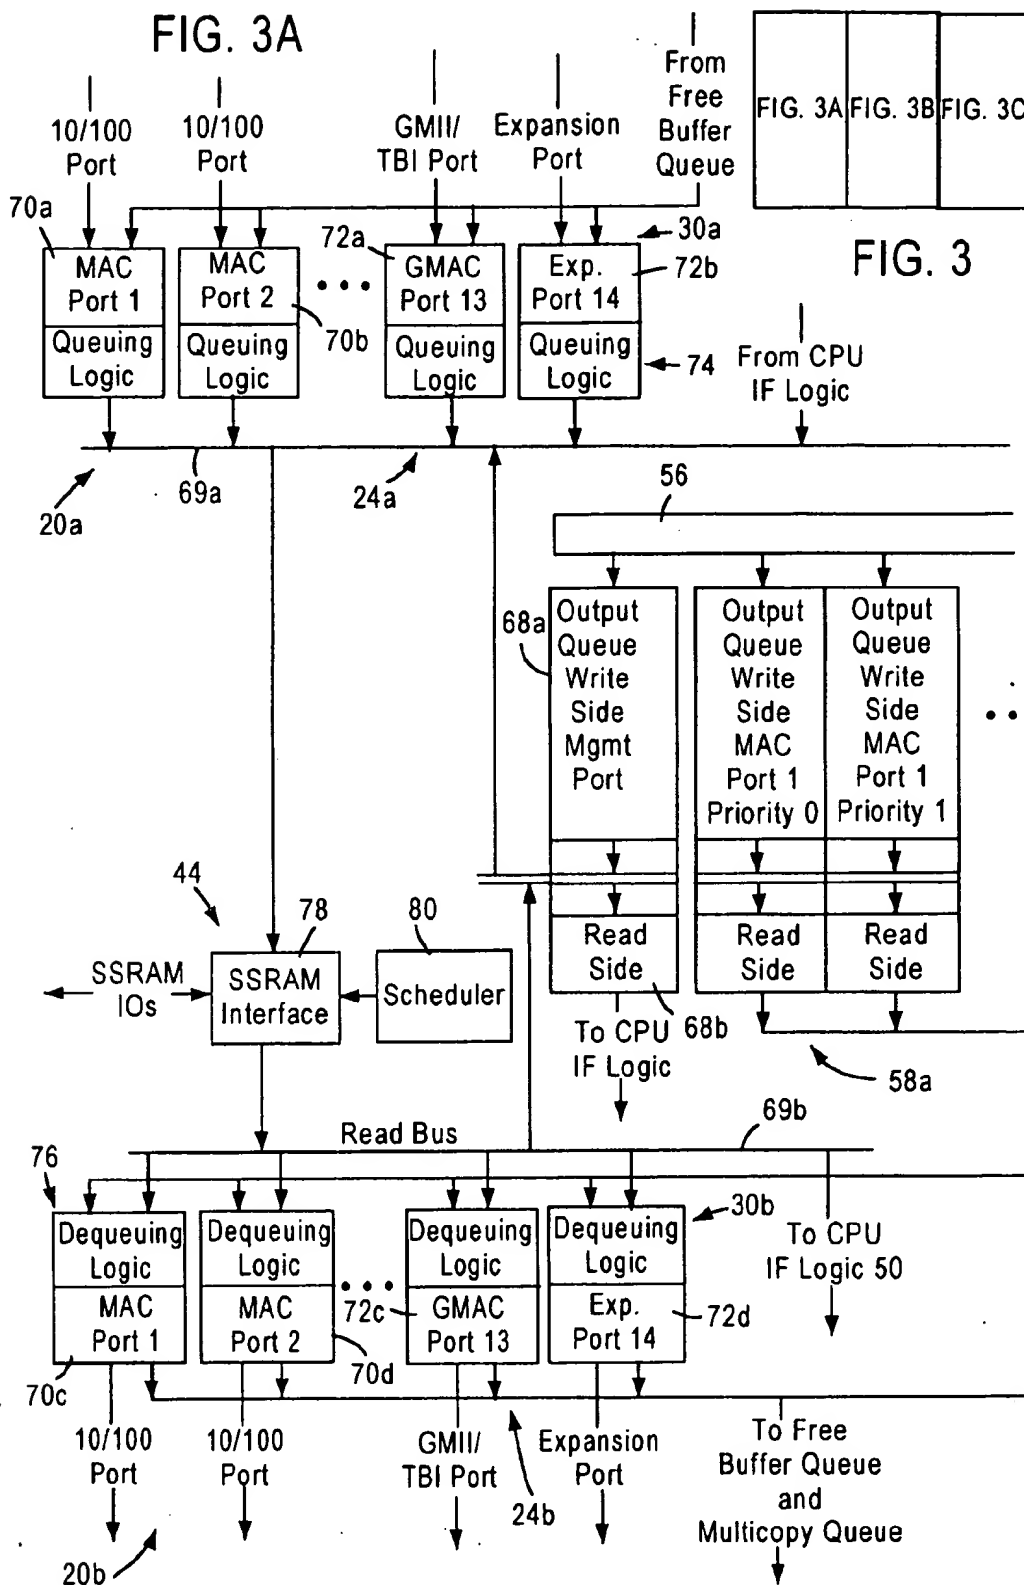 FIG. 3A
From
Free
Buffer
Queue
FIG. 3A
FIG. 3B
FIG. 3C
FIG. 3
10/100
Port
10/100
Port
GMII/
TBI Port
Expansion
Port
70a
72a
30a
72b
MAC
Port 1
Queuing
Logic
MAC
Port 2
Queuing
Logic
70b
GMAC
Port 13
Queuing
Logic
Exp.
Port 14
Queuing
Logic
74
From CPU
IF Logic
20a
69a
24a
56
68a
Output
Queue
Write
Side
Mgmt
Port
Output
Queue
Write
Side
MAC
Port 1
Priority 0
Output
Queue
Write
Side
MAC
Port 1
Priority 1
44
78
80
SSRAM
IOs
SSRAM
Interface
Scheduler
Read
Side
Read
Side
Read
Side
68b
To CPU
IF Logic
58a
69b
Read Bus
76
30b
Dequeuing
Logic
MAC
Port 1
Dequeuing
Logic
MAC
Port 2
Dequeuing
Logic
GMAC
Port 13
Dequeuing
Logic
Exp.
Port 14
72c
72d
To CPU
IF Logic 50
70c
70d
10/100
Port
10/100
Port
GMII/
TBI Port
Expansion
Port
24b
To Free
Buffer Queue
and
Multicopy Queue
20b